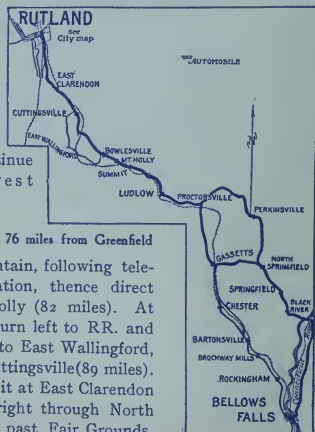 RUTLAND
see
City map
AUTOMOBILE
EAST
CLARENDON
CUTTINGSVILLE
EAST WALLINGFORD
BOWLESVILLE
MT. HOLLY
SUMMIT
LUDLOW
PROCTORSVILLE
PERKINSVILLE
GASSETTS
NORTH
SPRINGFIELD
SPRINGFIELD
BLACK
RIVER
CHESTER
BARTONSVILLE
BROCKWAY MILLS
ROCKINGHAM
BELLOWS
FALLS
tinue
est
76 miles from Greenfield
ntain, following tele-
ation, thence direct
olly (82 miles). At
urn left to RR. and
to East Wallingford,
ttingsville (89 miles).
it at East Clarendon
right through North
past Fair Grounds